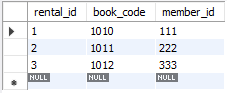 rental_id book_code member_id
1 1010 111
2 1011 222
3 1012 333
NULL NULL NULL